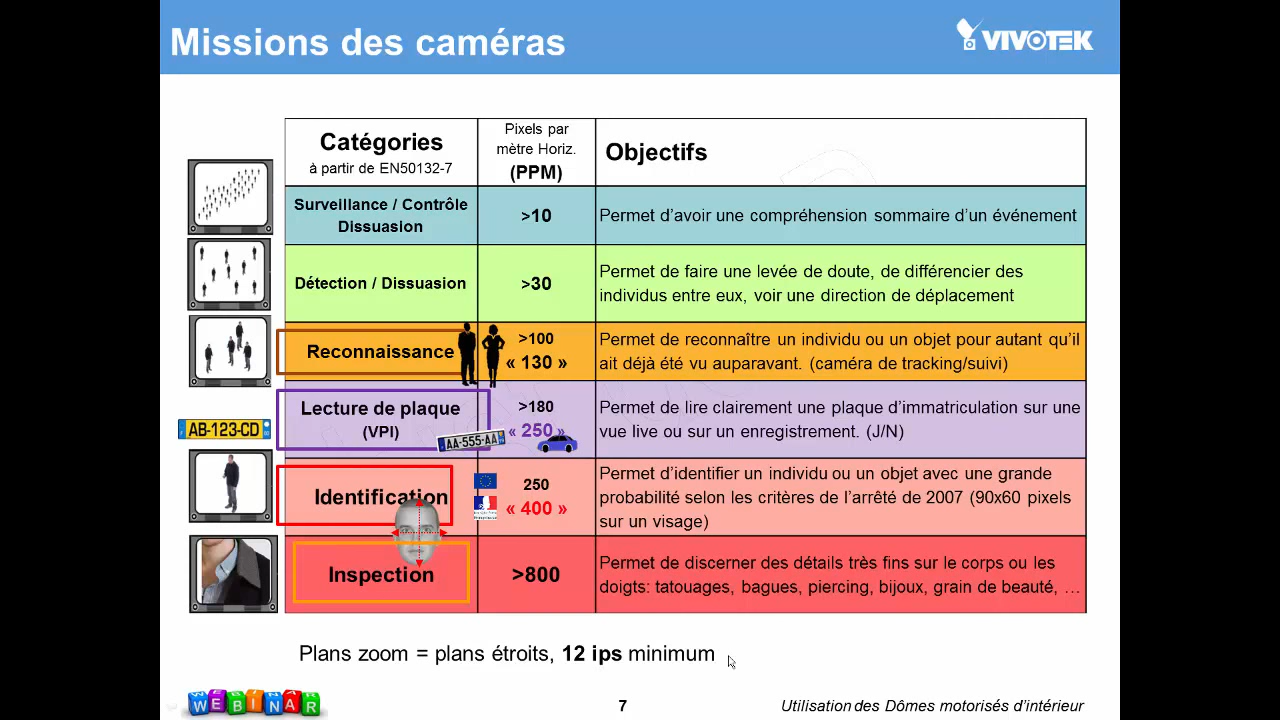 Missions des caméras
VIVOTEK
Catégories
à partir de EN50132-7
Pixels par
mètre Horiz.
(PPM)
Objectifs
Surveillance / Contrôle
Dissuasion
>10
Permet d’avoir une compréhension sommaire d’un événement
Détection / Dissuasion
>30
Permet de faire une levée de doute, de différencier des
individus entre eux, voir une direction de déplacement
Reconnaissance
>100
« 130 »
Permet de reconnaître un individu ou un objet pour autant qu’il
ait déjà été vu auparavant. (caméra de tracking/suivi)
AB-123-CD
Lecture de plaque
(VPI)
AA-555-AA
>180
« 250 »
Permet de lire clairement une plaque d’immatriculation sur une
vue live ou sur un enregistrement. (J/N)
Identification
250
« 400 »
Permet d’identifier un individu ou un objet avec une grande
probabilité selon les critères de l’arrêté de 2007 (90x60 pixels
sur un visage)
Inspection
>800
Permet de discerner des détails très fins sur le corps ou les
doigts: tatouages, bagues, piercing, bijoux, grain de beauté, …
Plans zoom = plans étroits, 12 ips minimum
WEBINAR
7
Utilisation des Dômes motorisés d’intérieur